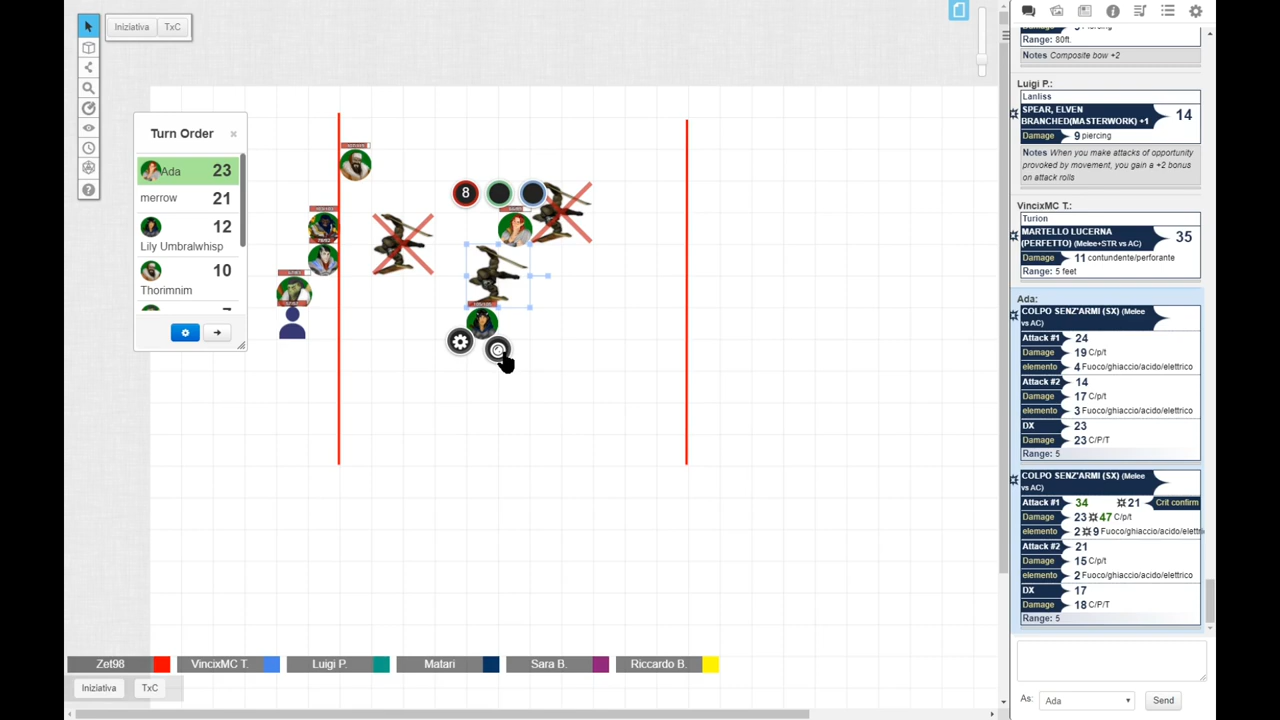 Iniziativa TxC
Turn Order ×
Ada 23
merrow 21
12
Lily Umbralwhisp
10
Thorimnim
8
Zet98 VincixMC T. Luigi P. Matari Sara B. Riccardo B.
Iniziativa TxC
Range: 80ft.
Notes Composite bow +2
Luigi P.:
Lanliss
SPEAR, ELVEN
BRANCHED(MASTERWORK) +1 14
Damage 9 piercing
Notes When you make attacks of opportunity
provoked by movement, you gain a +2 bonus
on attack rolls
VincixMC T.:
Turion
MARTELLO LUCERNA
(PERFETTO) (Melee+STR vs AC) 35
Damage 11 contundente/perforante
Range: 5 feet
Ada:
COLPO SENZ'ARMI (SX) (Melee
vs AC)
Attack #1 24
Damage 19 C/p/t
elemento 4 Fuoco/ghiaccio/acido/elettrico
Attack #2 14
Damage 17 C/p/t
elemento 3 Fuoco/ghiaccio/acido/elettrico
DX 23
Damage 23 C/P/T
Range: 5
COLPO SENZ'ARMI (SX) (Melee
vs AC)
Attack #1 34 21 Crit confirm
Damage 23 47 C/p/t
elemento 2 9 Fuoco/ghiaccio/acido/elettr
Attack #2 21
Damage 15 C/p/t
elemento 2 Fuoco/ghiaccio/acido/elettrico
DX 17
Damage 18 C/P/T
Range: 5
As: Ada Send